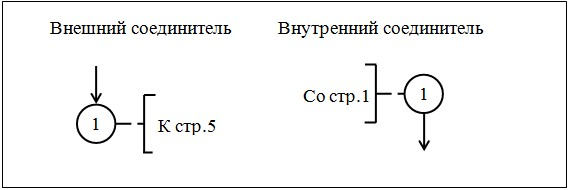 Внешний соединитель
Внутренний соединитель
1
К стр.5
Со стр.1
1